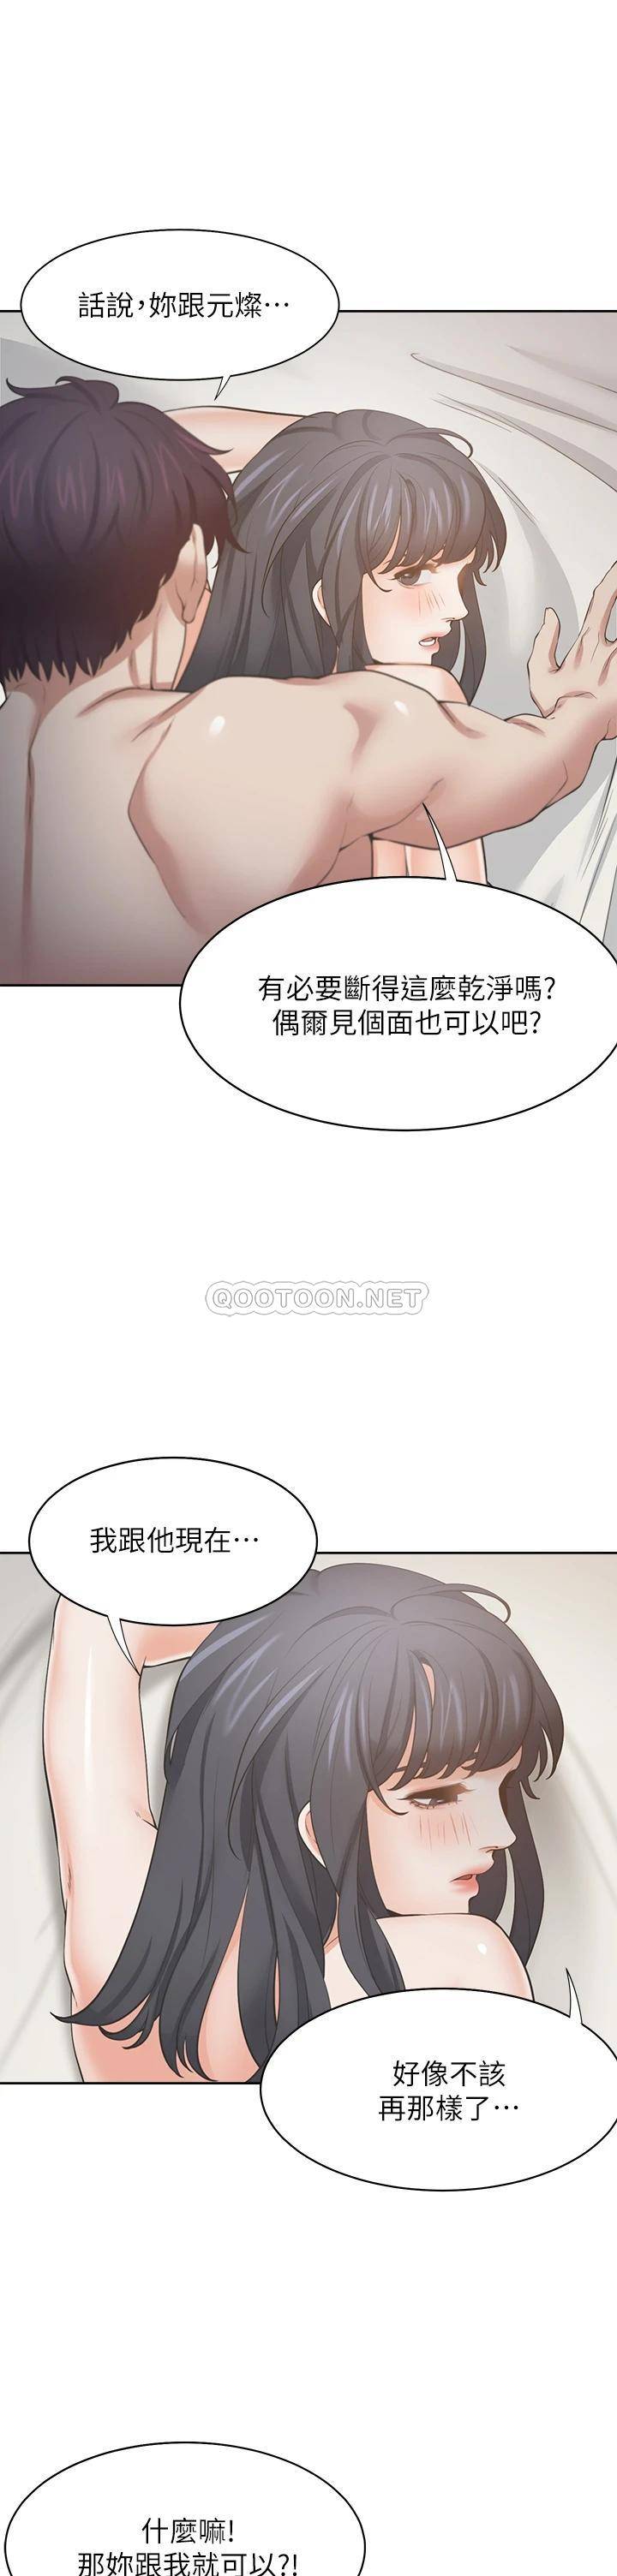 話說，妳跟元燦⋯
有必要斷得這麼乾淨嗎?
偶爾見個面也可以吧?
QOOTOON.NET
我跟他現在⋯
好像不該
再那樣了⋯
什麼嘛!
那妳跟我就可以?!